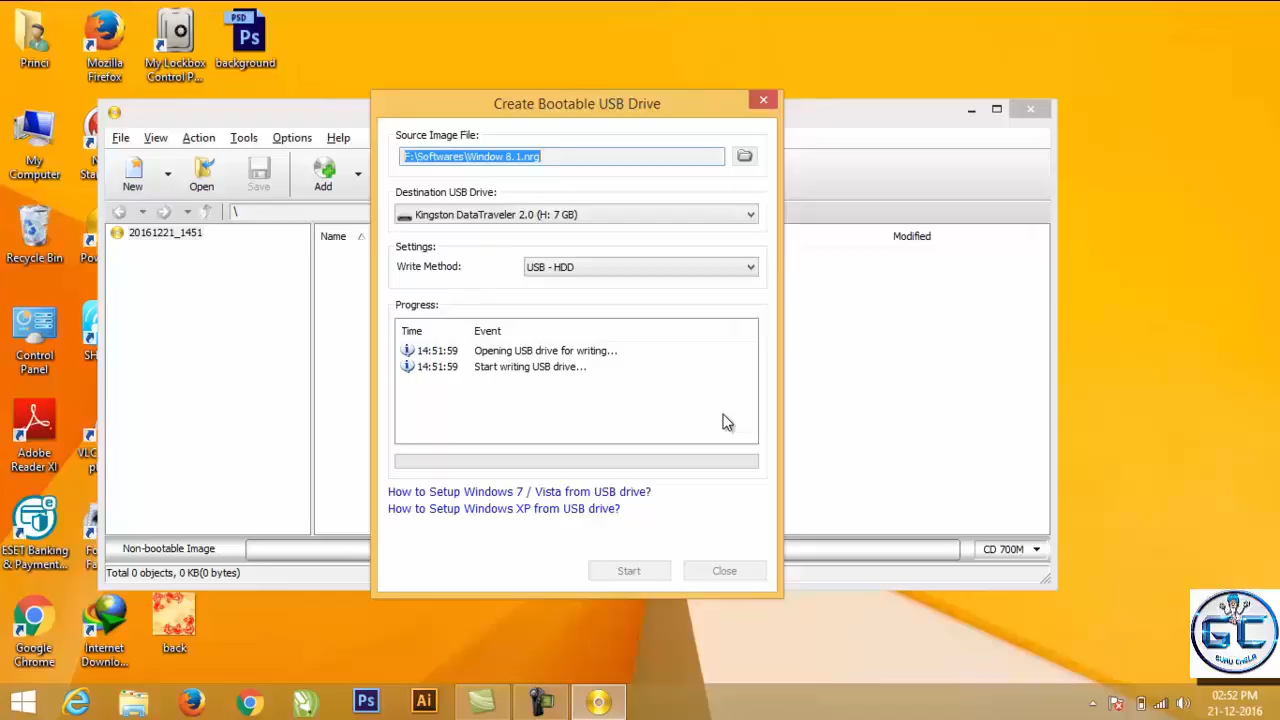 Princi
Mozilla
Firefox
My Lockbox
Control P...
PSD
Ps
background
My
Computer
Recycle Bin
Control
Panel
Adobe
Reader XI
ESET Banking
& Payment...
Google
Chrome
Internet
Downlo...
back
File View Action Tools Options Help
New
Open
Save
Add
\
20161221_1451
Name
Modified
Non-bootable Image
CD 700M
Total 0 objects, 0 KB(0 bytes)
Create Bootable USB Drive
Source Image File:
F:\Softwares\Window 8.1.nrg
Destination USB Drive:
Kingston DataTraveler 2.0 (H: 7 GB)
Settings:
Write Method:
USB - HDD
Progress:
Time Event
14:51:59 Opening USB drive for writing...
14:51:59 Start writing USB drive...
How to Setup Windows 7 / Vista from USB drive?
How to Setup Windows XP from USB drive?
Start
Close
GC
GURU CHELA
Ps
Ai
02:52 PM
21-12-2016